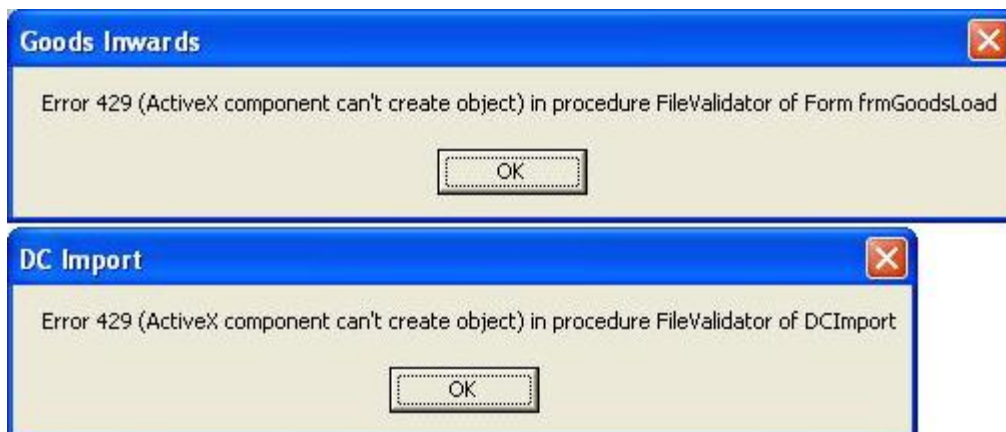 Goods Inwards
Error 429 (ActiveX component can't create object) in procedure FileValidator of Form frmGoodsLoad
OK
DC Import
Error 429 (ActiveX component can't create object) in procedure FileValidator of DCImport
OK